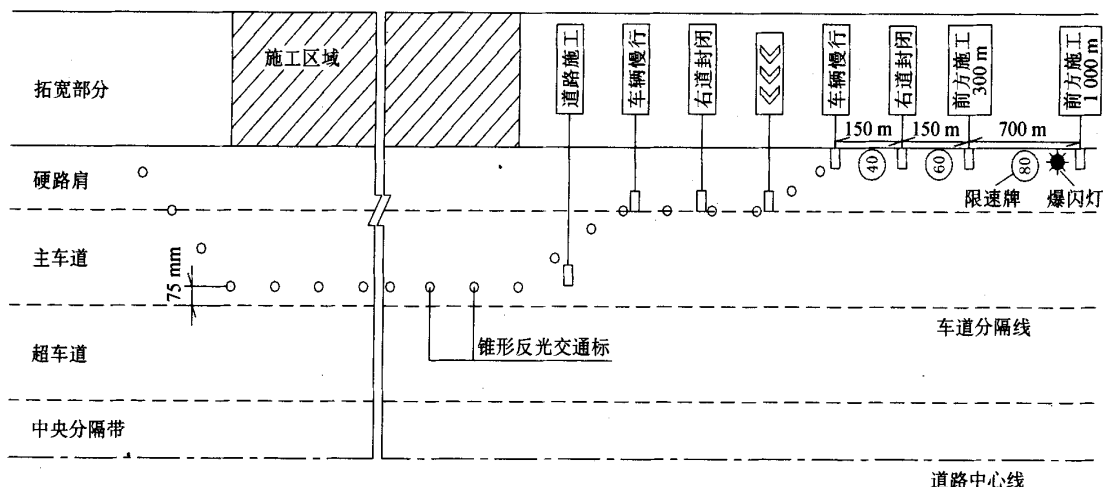 施工区域
拓宽部分
道路施工
车辆慢行
右道封闭
车辆慢行
右道封闭
前方施工
300 m
前方施工
1 000 m
150 m
150 m
700 m
硬路肩
40
60
80
限速牌
爆闪灯
主车道
75 mm
车道分隔线
超车道
锥形反光交通标
中央分隔带
道路中心线